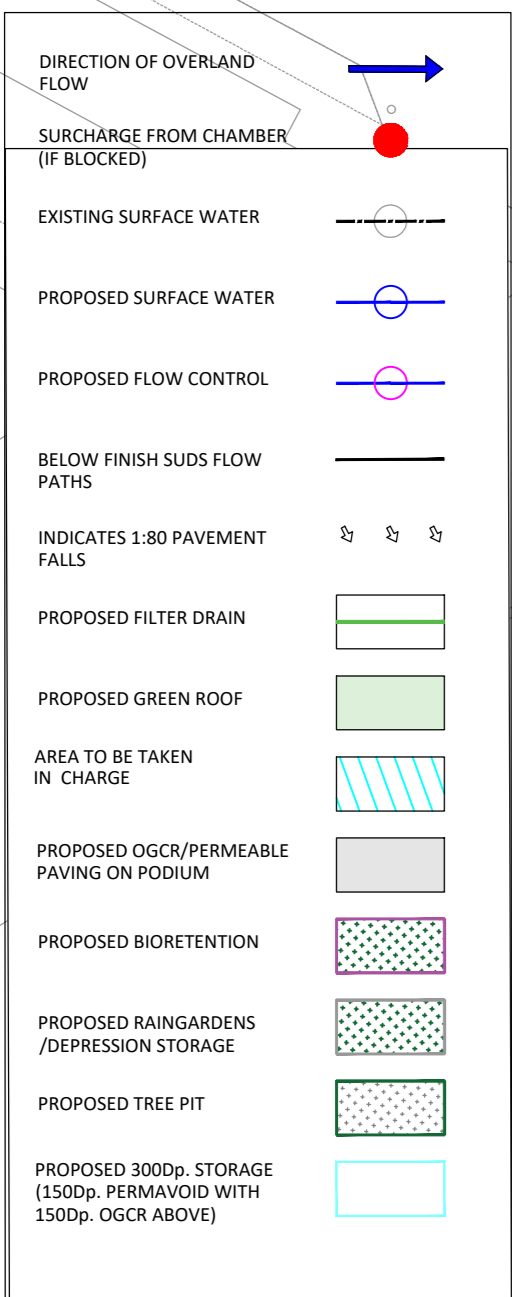 DIRECTION OF OVERLAND
FLOW
SURCHARGE FROM CHAMBER
(IF BLOCKED)
EXISTING SURFACE WATER
PROPOSED SURFACE WATER
PROPOSED FLOW CONTROL
BELOW FINISH SUDS FLOW
PATHS
INDICATES 1:80 PAVEMENT
FALLS
PROPOSED FILTER DRAIN
PROPOSED GREEN ROOF
AREA TO BE TAKEN
IN CHARGE
PROPOSED OGCR/PERMEABLE
PAVING ON PODIUM
PROPOSED BIORETENTION
PROPOSED RAINGARDENS
/DEPRESSION STORAGE
PROPOSED TREE PIT
PROPOSED 300Dp. STORAGE
(150Dp. PERMAVOID WITH
150Dp. OGCR ABOVE)